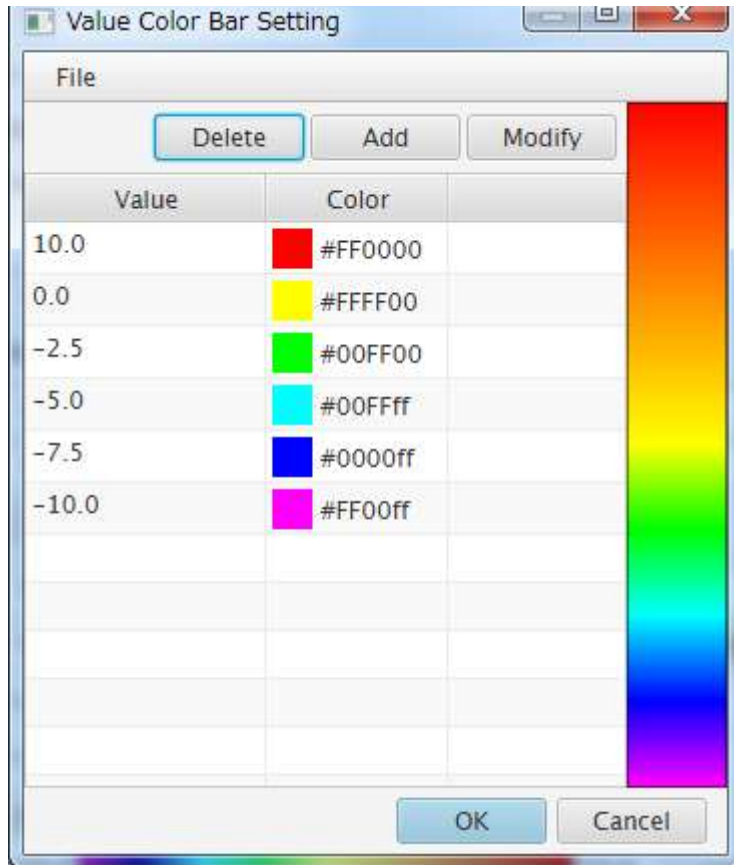 Value Color Bar Setting
File
Delete Add Modify
Value Color
10.0 #FF0000
0.0 #FFFF00
-2.5 #00FF00
-5.0 #00FFff
-7.5 #0000ff
-10.0 #FF00ff
OK Cancel